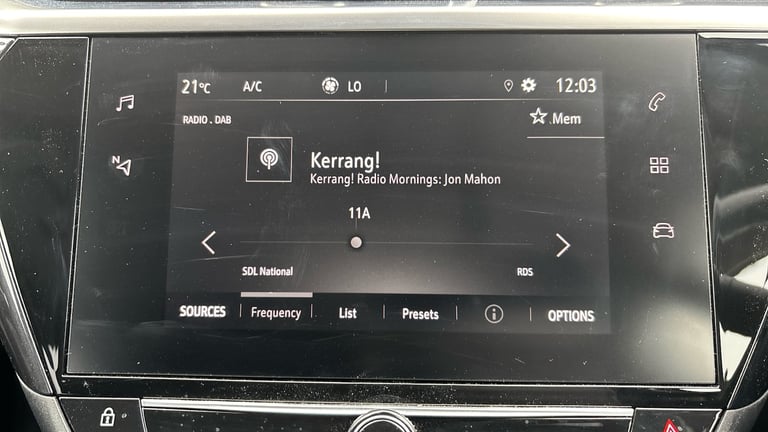 21°C A/C LO 12:03
RADIO . DAB
Mem
Kerrang!
Kerrang! Radio Mornings: Jon Mahon
11A
N
SDL National RDS
SOURCES Frequency List Presets i OPTIONS